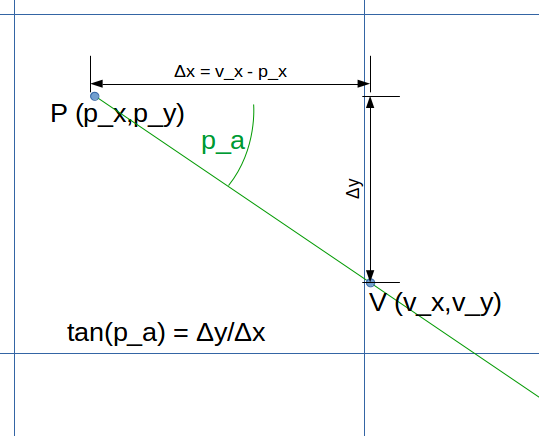 Δx = v_x - p_x
P (p_x,p_y)
p_a
Δy
V (v_x,v_y)
tan(p_a) = Δy/Δx